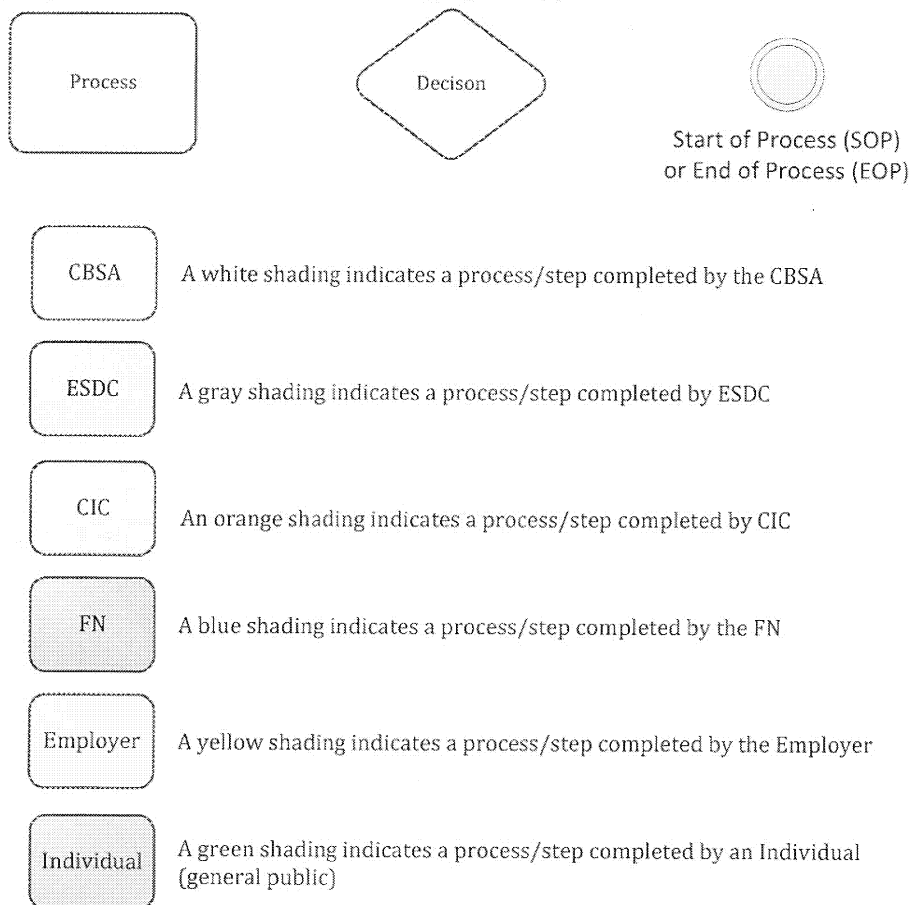 Process
Decison
Start of Process (SOP)
or End of Process (EOP)
CBSA
A white shading indicates a process/step completed by the CBSA
ESDC
A gray shading indicates a process/step completed by ESDC
CIC
An orange shading indicates a process/step completed by CIC
FN
A blue shading indicates a process/step completed by the FN
Employer
A yellow shading indicates a process/step completed by the Employer
Individual
A green shading indicates a process/step completed by an Individual
(general public)